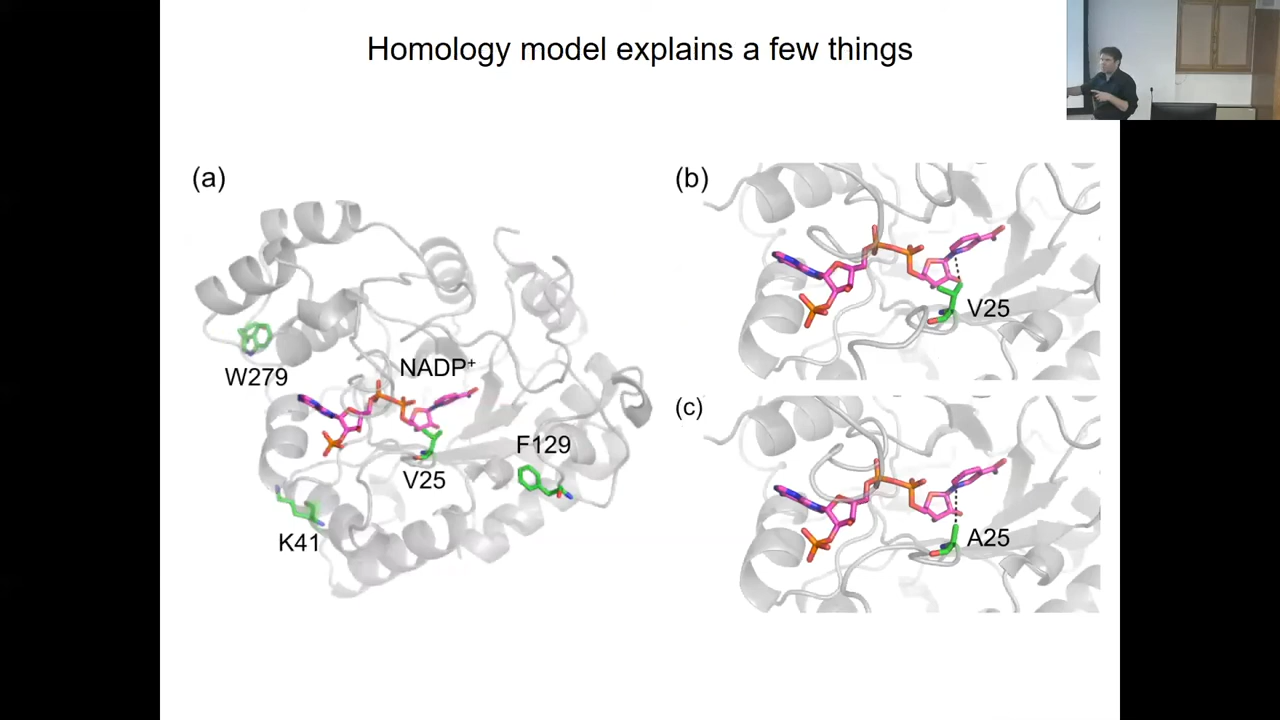 Homology model explains a few things
(a)
W279
NADP⁺
V25
F129
K41
(b)
V25
(c)
A25